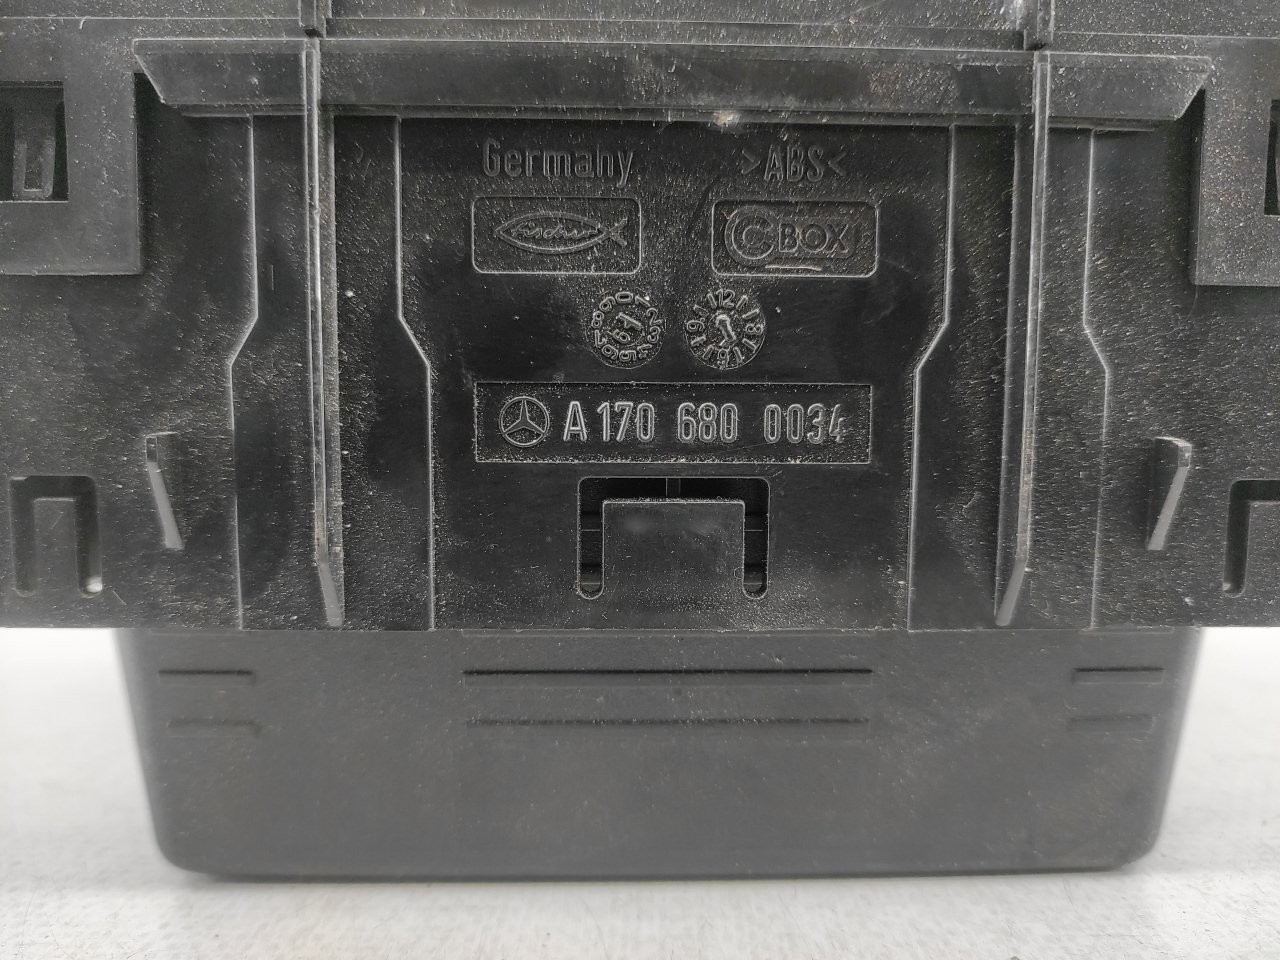 Germany >ABS<
fischer C BOX
A 170 680 0034